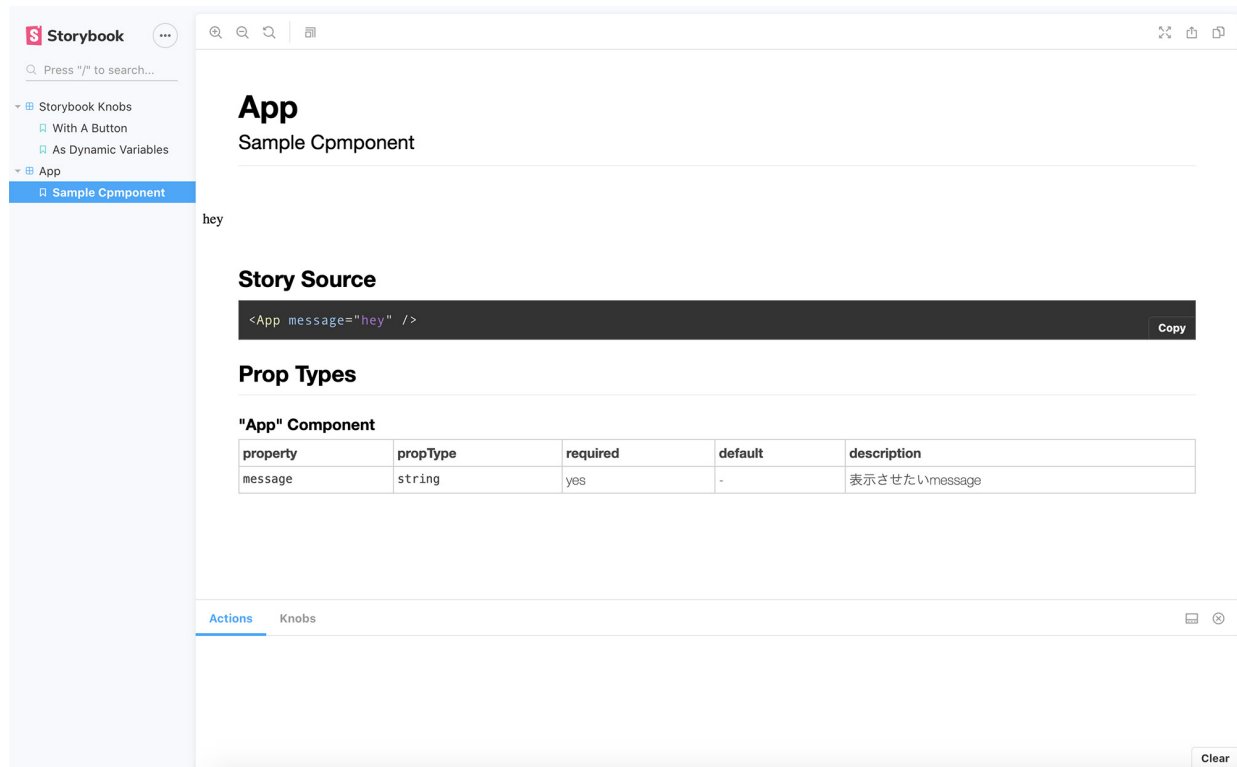 Storybook
Press "/" to search...
Storybook Knobs
With A Button
As Dynamic Variables
App
Sample Cpmponent
App
Sample Cpmponent
hey
Story Source
<App message="hey" />
Copy
Prop Types
"App" Component
property propType required default description
message string yes - 表示させたいmessage
Actions Knobs
Clear